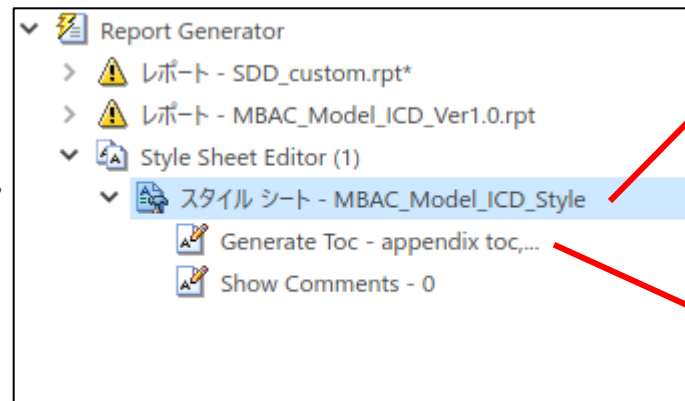 Report Generator
レポート - SDD_custom.rpt*
レポート - MBAC_Model_ICD_Ver1.0.rpt
Style Sheet Editor (1)
スタイル シート - MBAC_Model_ICD_Style
Generate Toc - appendix toc,...
Show Comments - 0